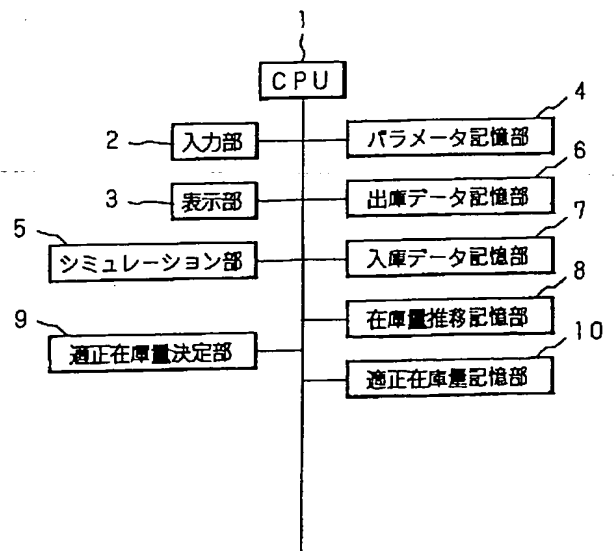 1
CPU
4
2
入力部
パラメータ記憶部
6
3
表示部
出庫データ記憶部
5
7
シミュレーション部
入庫データ記憶部
8
在庫量推移記憶部
9
10
適正在庫量決定部
適正在庫量記憶部